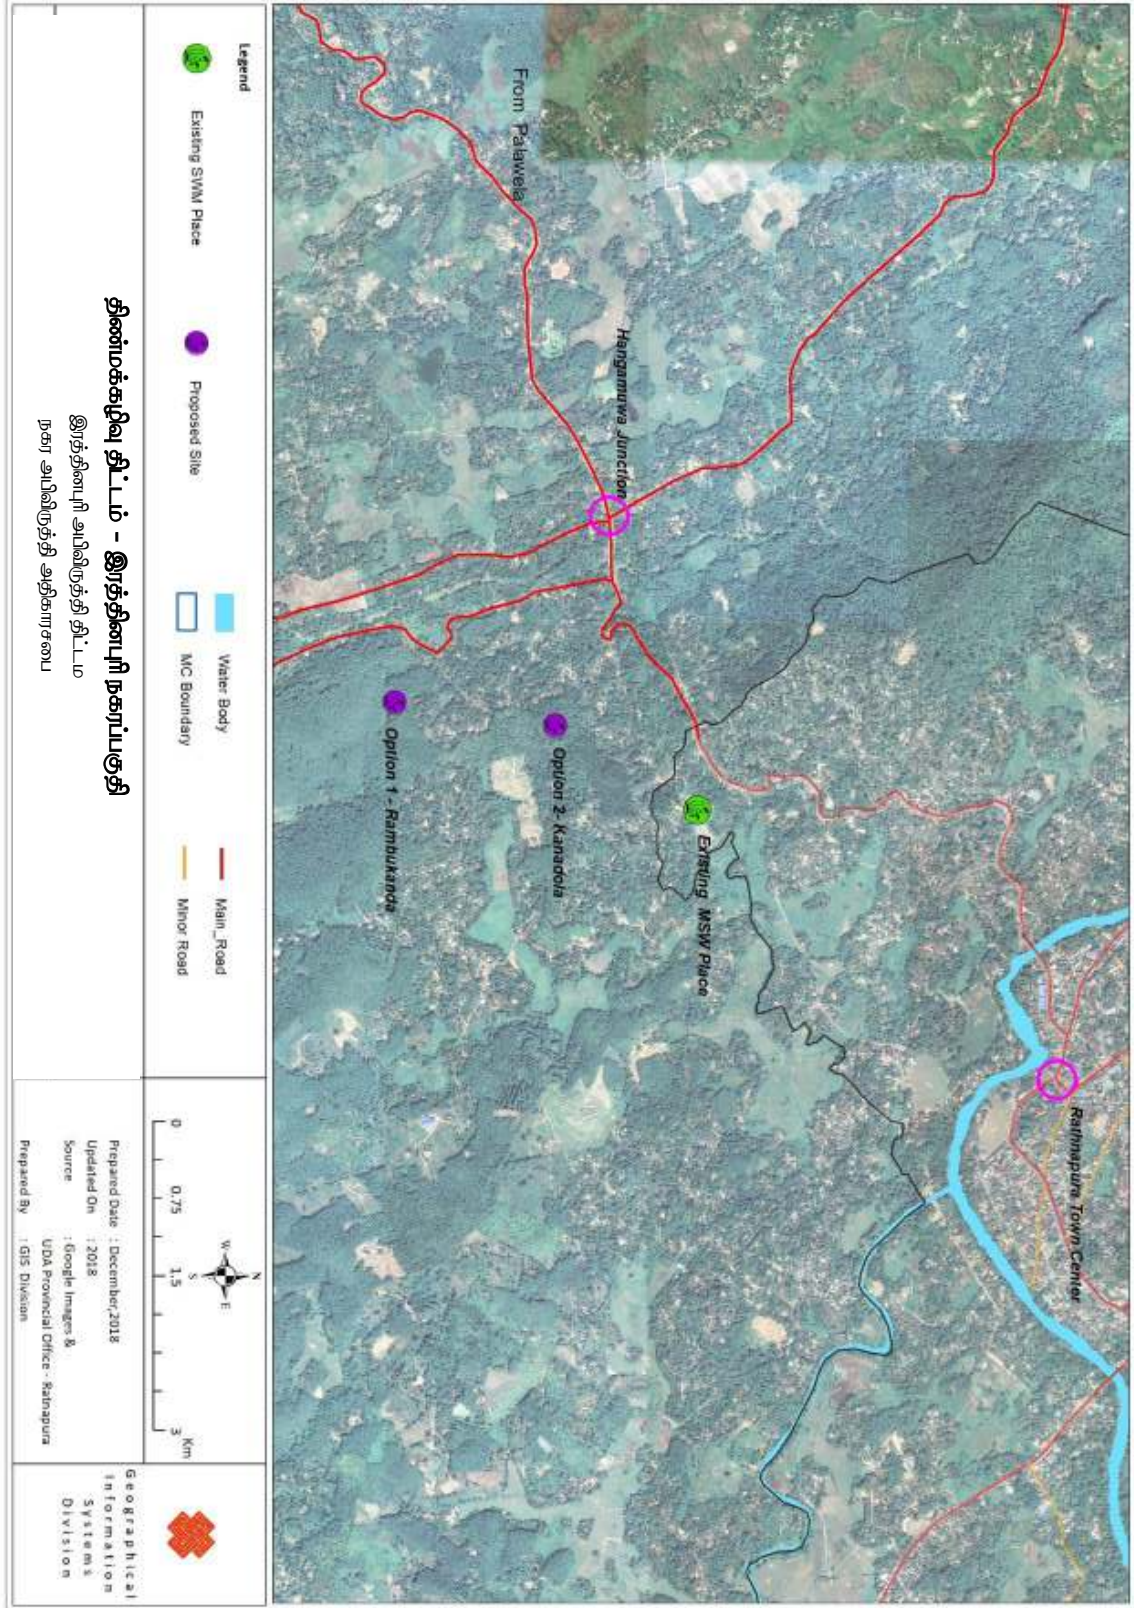 From Palawela
Hangamuwa Junction
Rathnapura Town Center
Existing MSW Place
Option 2- Kanadola
Option 1 - Rambukanda
Legend
Existing SWM Place
Proposed Site
Water Body
MC Boundary
Main_Road
Minor Road
திண்மக்கழிவு திட்டம் - இரத்தினபுரி நகரப்பகுதி
இரத்தினபுரி அபிவிருத்தி திட்டம்
நகர அபிவிருத்தி அதிகாரசபை
N
W
E
S
0 0.75 1.5 3
Km
Prepared Date : December,2018
Updated On : 2018
Source : Google Images &
UDA Provincial Office - Ratnapura
Prepared By : GIS Division
Geographical
Information
Systems
Division